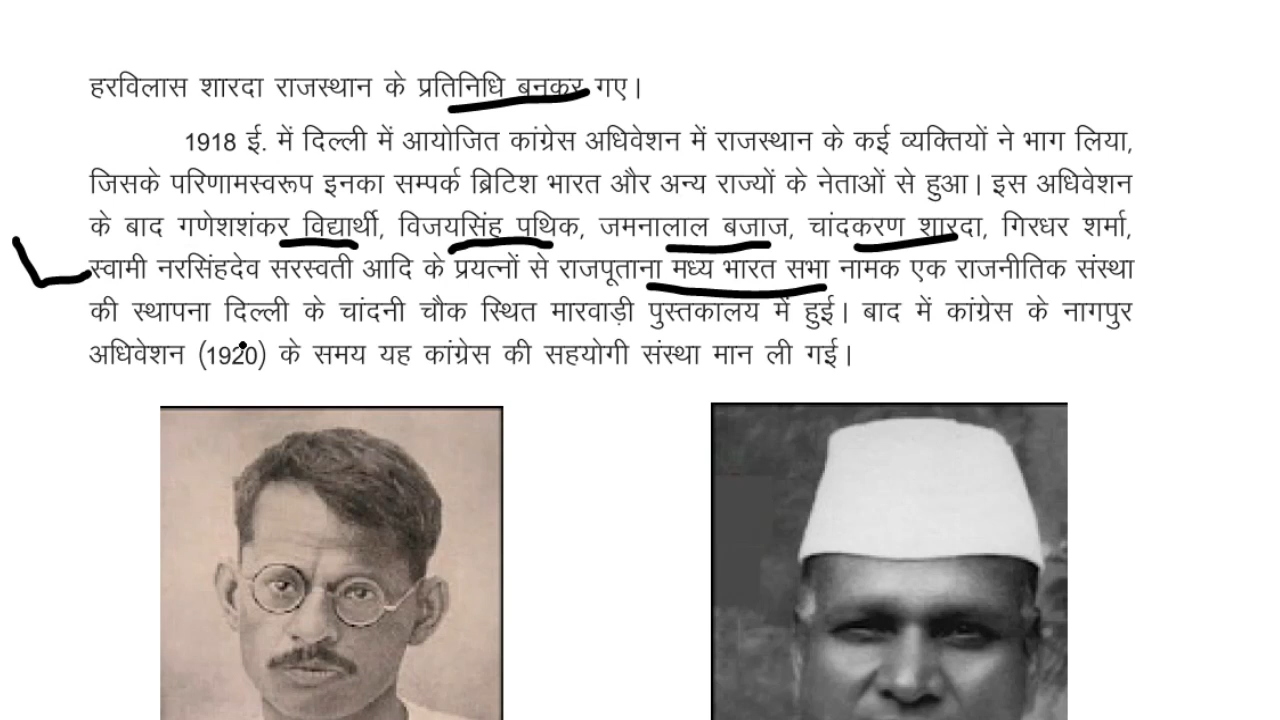 हरविलास शारदा राजस्थान के प्रतिनिधि बनकर गए।
1918 ई. में दिल्ली में आयोजित कांग्रेस अधिवेशन में राजस्थान के कई व्यक्तियों ने भाग लिया,
जिसके परिणामस्वरूप इनका सम्पर्क ब्रिटिश भारत और अन्य राज्यों के नेताओं से हुआ। इस अधिवेशन
के बाद गणेशशंकर विद्यार्थी, विजयसिंह पथिक, जमनालाल बजाज, चांदकरण शारदा, गिरधर शर्मा,
स्वामी नरसिंहदेव सरस्वती आदि के प्रयत्नों से राजपूताना मध्य भारत सभा नामक एक राजनीतिक संस्था
की स्थापना दिल्ली के चांदनी चौक स्थित मारवाड़ी पुस्तकालय में हुई। बाद में कांग्रेस के नागपुर
अधिवेशन (1920) के समय यह कांग्रेस की सहयोगी संस्था मान ली गई।